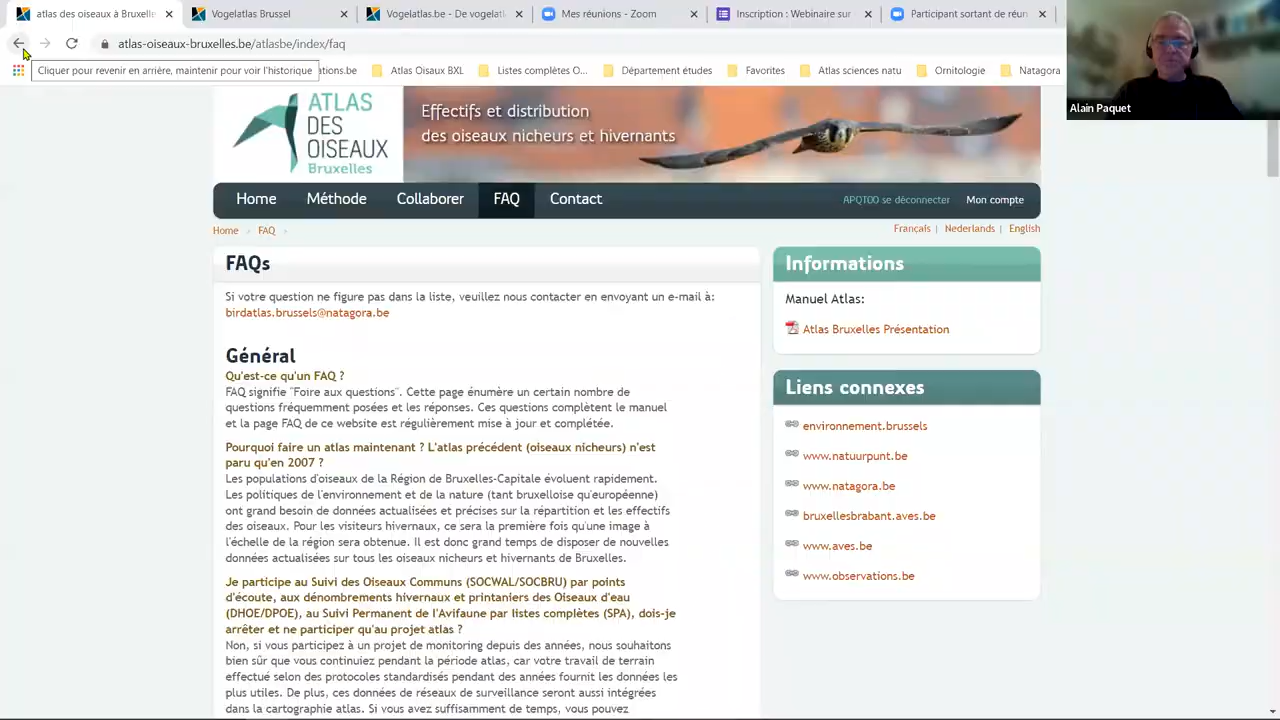 atlas des oiseaux à Bruxelle
Vogelatlas Brussel
Vogelatlas.be - De vogelatl
Mes réunions - Zoom
Inscription : Webinaire sur
Participant sortant de réun
atlas-oiseaux-bruxelles.be/atlasbe/index/faq
Cliquer pour revenir en arrière, maintenir pour voir l'historique
ations.be
Atlas Oisaux BXL
Listes complètes O...
Département études
Favorites
Atlas sciences natu
Ornitologie
Natagora
Alain Paquet
ATLAS
DES
OISEAUX
Bruxelles
Effectifs et distribution
des oiseaux nicheurs et hivernants
Home
Méthode
Collaborer
FAQ
Contact
APQT00 se déconnecter
Mon compte
Home
FAQ
Français | Nederlands | English
FAQs
Si votre question ne figure pas dans la liste, veuillez nous contacter en envoyant un e-mail à:
birdatlas.brussels@natagora.be
Général
Qu'est-ce qu'un FAQ ?
FAQ signifie "Foire aux questions". Cette page énumère un certain nombre de
questions fréquemment posées et les réponses. Ces questions complètent le manuel
et la page FAQ de ce website est régulièrement mise à jour et complétée.
Pourquoi faire un atlas maintenant ? L'atlas précédent (oiseaux nicheurs) n'est
paru qu'en 2007 ?
Les populations d'oiseaux de la Région de Bruxelles-Capitale évoluent rapidement.
Les politiques de l'environnement et de la nature (tant bruxelloise qu'européenne)
ont grand besoin de données actualisées et précises sur la répartition et les effectifs
des oiseaux. Pour les visiteurs hivernaux, ce sera la première fois qu'une image à
l'échelle de la région sera obtenue. Il est donc grand temps de disposer de nouvelles
données actualisées sur tous les oiseaux nicheurs et hivernants de Bruxelles.
Je participe au Suivi des Oiseaux Communs (SOCWAL/SOCBRU) par points
d'écoute, aux dénombrements hivernaux et printaniers des Oiseaux d'eau
(DHOE/DPOE), au Suivi Permanent de l'Avifaune par listes complètes (SPA), dois-je
arrêter et ne participer qu'au projet atlas ?
Non, si vous participez à un projet de monitoring depuis des années, nous souhaitons
bien sûr que vous continuiez pendant la période atlas, car votre travail de terrain
effectué selon des protocoles standardisés pendant des années fournit les données les
plus utiles. De plus, ces données de réseaux de surveillance seront aussi intégrées
dans la cartographie atlas. Si vous avez suffisamment de temps, vous pouvez
Informations
Manuel Atlas:
Atlas Bruxelles Présentation
Liens connexes
environnement.brussels
www.natuurpunt.be
www.natagora.be
bruxellesbrabant.aves.be
www.aves.be
www.observations.be